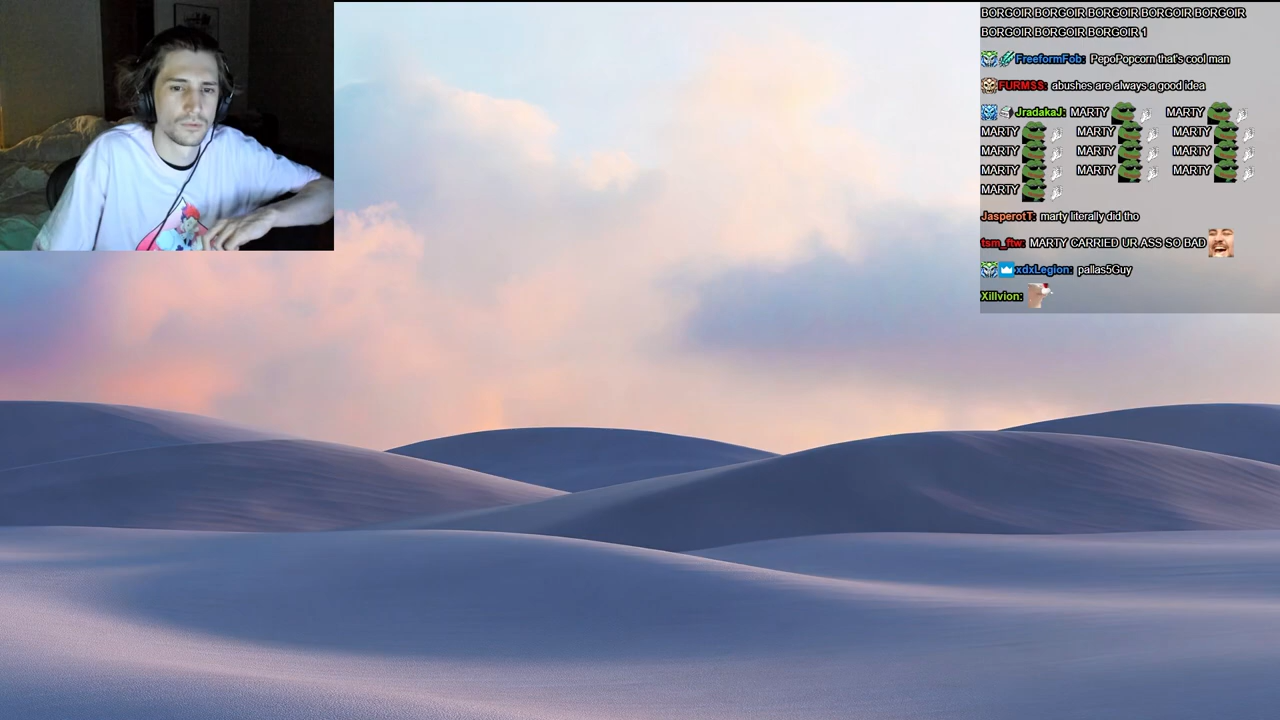 BORGOIR BORGOIR BORGOIR BORGOIR BORGOIR
BORGOIR BORGOIR BORGOIR 1
FreeformFob: PepoPopcorn that's cool man
FURMSS: abushes are always a good idea
JradakaJ: MARTY MARTY
MARTY MARTY MARTY
MARTY MARTY MARTY
MARTY MARTY MARTY
MARTY
JasperotT: marty literally did tho
tsm_ftw: MARTY CARRIED UR ASS SO BAD
xdxLegion: pallas5Guy
Xillvion: